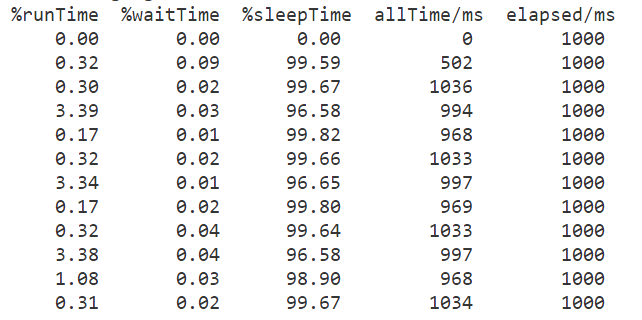 %runTime %waitTime %sleepTime allTime/ms elapsed/ms
0.00 0.00 0.00 0 1000
0.32 0.09 99.59 502 1000
0.30 0.02 99.67 1036 1000
3.39 0.03 96.58 994 1000
0.17 0.01 99.82 968 1000
0.32 0.02 99.66 1033 1000
3.34 0.01 96.65 997 1000
0.17 0.02 99.80 969 1000
0.32 0.04 99.64 1033 1000
3.38 0.04 96.58 997 1000
1.08 0.03 98.90 968 1000
0.31 0.02 99.67 1034 1000